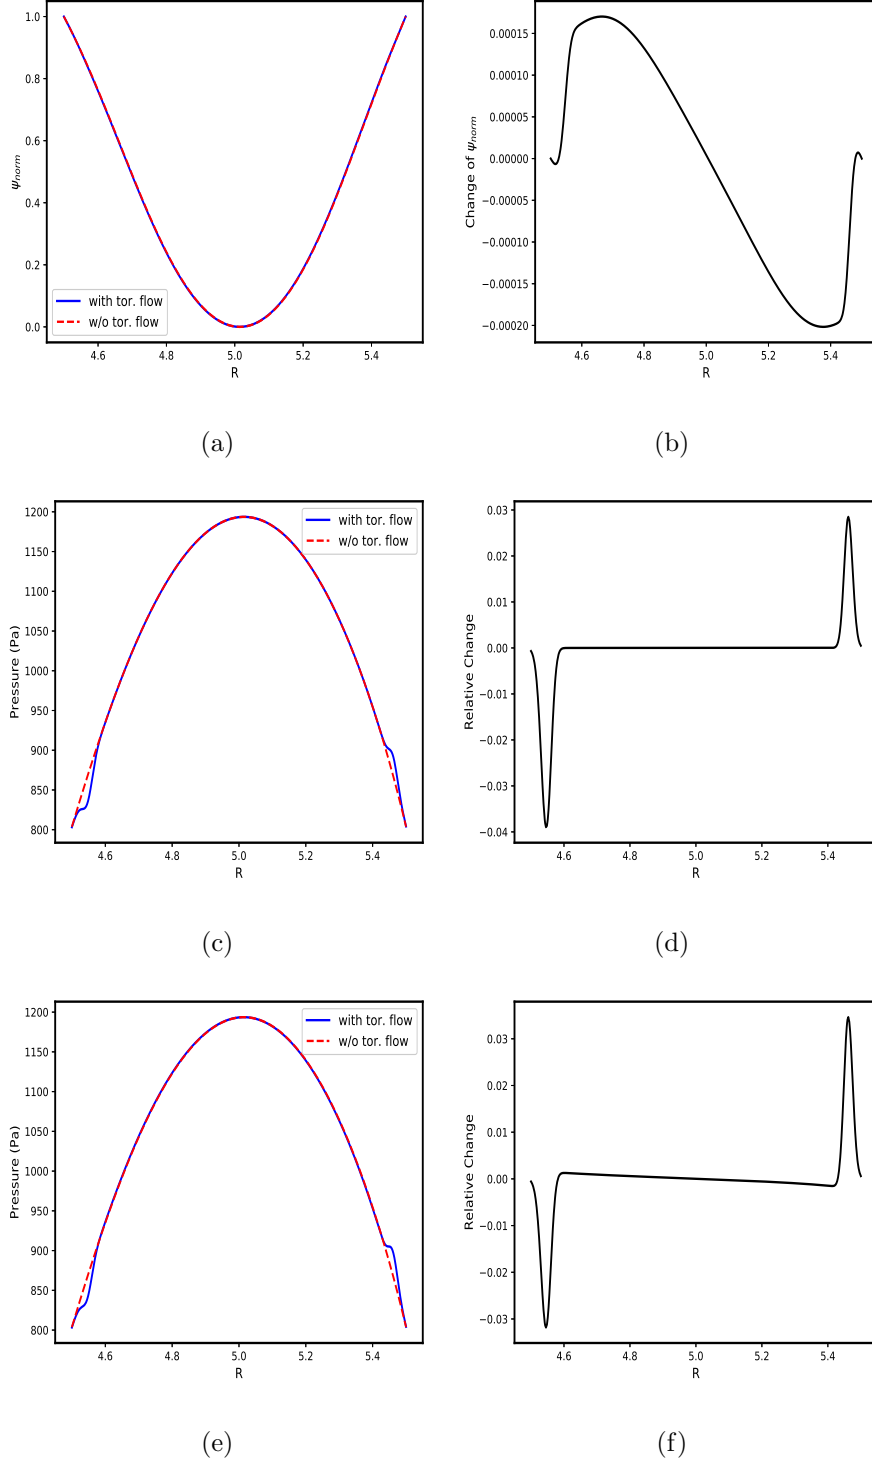 1.0
0.8
0.6
0.4
0.2
0.0
ψnorm
with tor. flow
w/o tor. flow
4.6 4.8 5.0 5.2 5.4
R
(a)
0.00015
0.00010
0.00005
0.00000
−0.00005
−0.00010
−0.00015
−0.00020
Change of ψnorm
4.6 4.8 5.0 5.2 5.4
R
(b)
1200
1150
1100
1050
1000
950
900
850
800
Pressure (Pa)
with tor. flow
w/o tor. flow
4.6 4.8 5.0 5.2 5.4
R
(c)
0.03
0.02
0.01
0.00
−0.01
−0.02
−0.03
−0.04
Relative Change
4.6 4.8 5.0 5.2 5.4
R
(d)
1200
1150
1100
1050
1000
950
900
850
800
Pressure (Pa)
with tor. flow
w/o tor. flow
4.6 4.8 5.0 5.2 5.4
R
(e)
0.03
0.02
0.01
0.00
−0.01
−0.02
−0.03
Relative Change
4.6 4.8 5.0 5.2 5.4
R
(f)